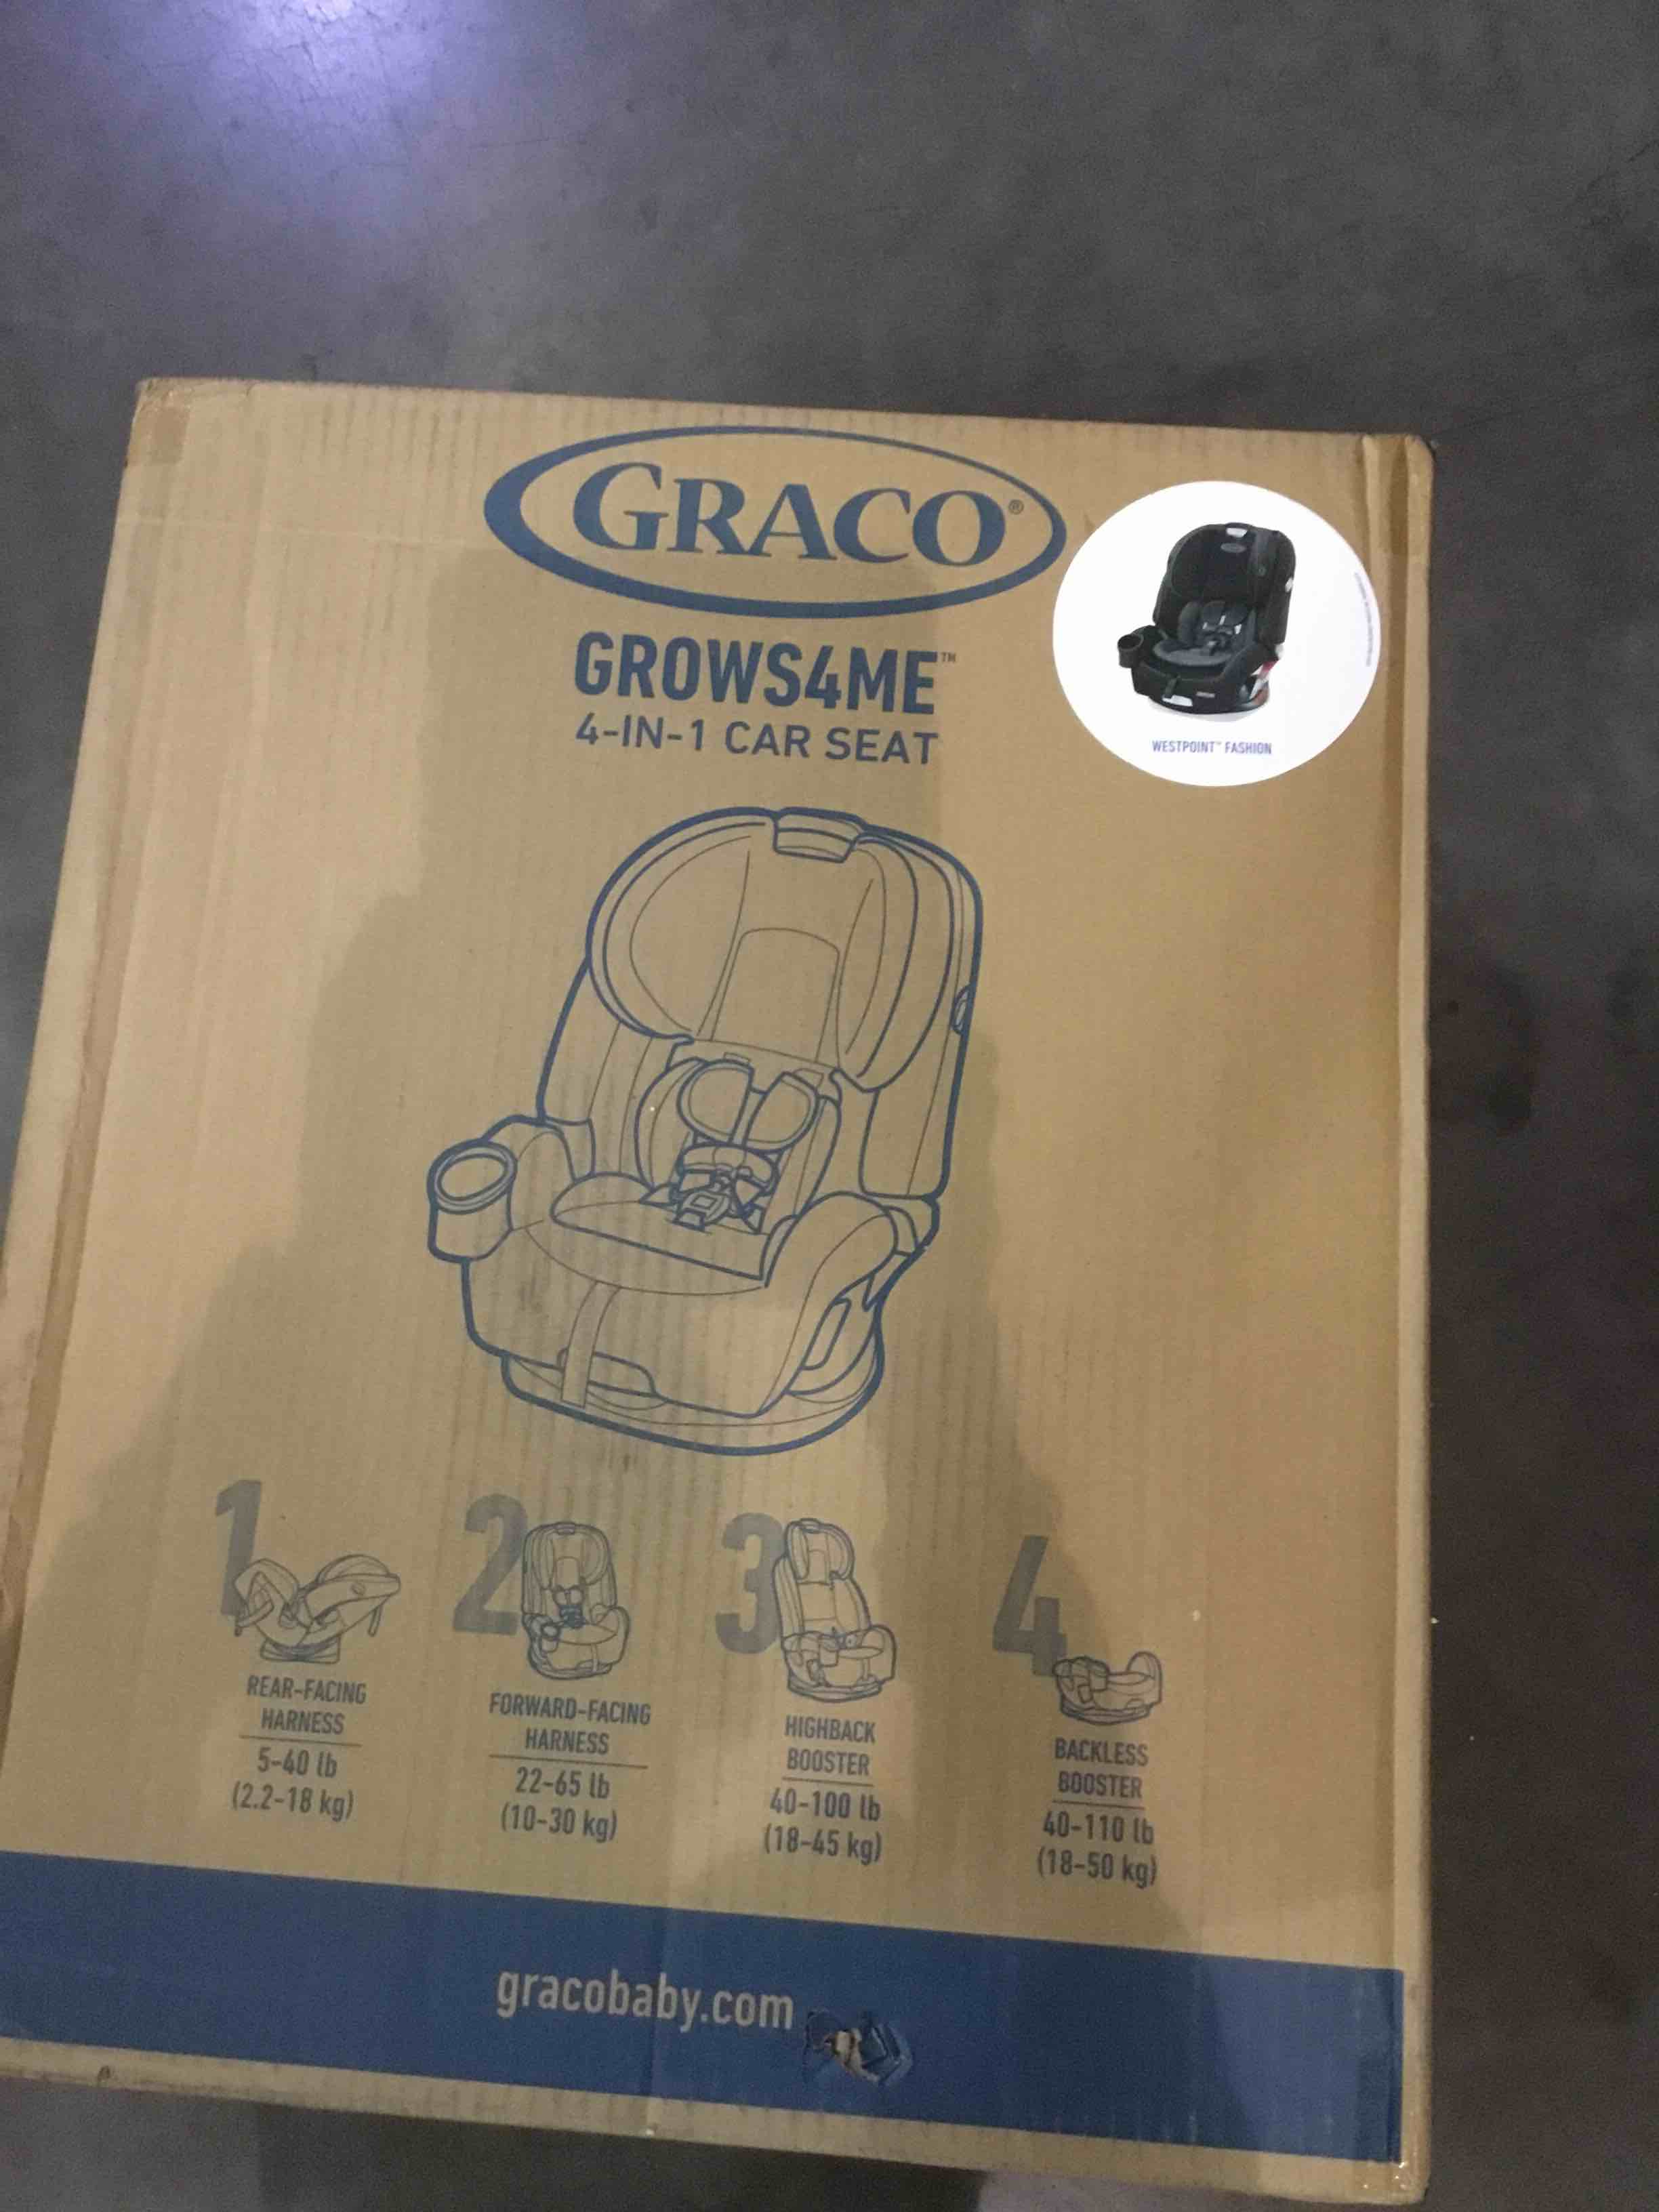 GRACO®
GROWS4ME™
4-IN-1 CAR SEAT
WESTPOINT™ FASHION
1
REAR-FACING
HARNESS
5-40 lb
(2.2-18 kg)
2
FORWARD-FACING
HARNESS
22-65 lb
(10-30 kg)
3
HIGHBACK
BOOSTER
40-100 lb
(18-45 kg)
4
BACKLESS
BOOSTER
40-110 lb
(18-50 kg)
gracobaby.com